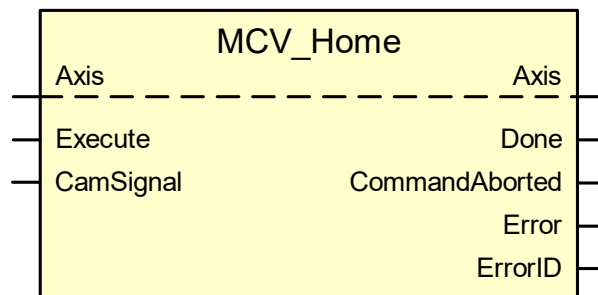 MCV_Home
Axis Axis
Execute Done
CamSignal CommandAborted
Error
ErrorID